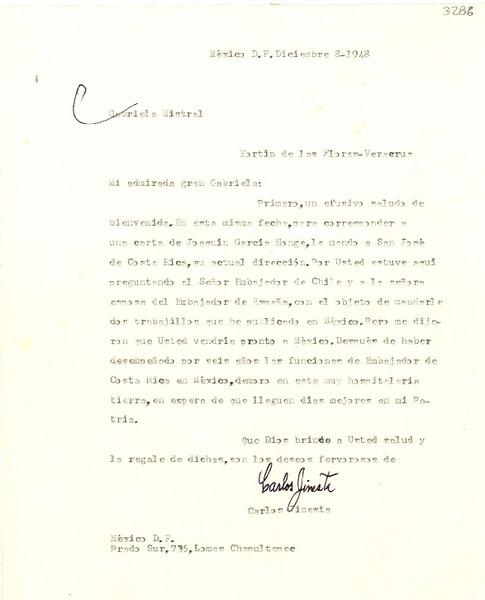 3286
México D.F.Diciembre 8-1948
Gabriela Mistral
Fortín de las Flores-Veracruz
Mi admirada gran Gabriela:
Primero,un efusivo saludo de
bienvenida.En esta misma fecha,para corresponder a
una carta de Joaquín García Monge,le mando a San José
de Costa Rica,su actual dirección.Por Usted estuve aquí
preguntando al Señor Embajador de Chile y a la señora
esposa del Embajador de España,con el objeto de mandarle
dos trabajillos que he publicado en México.Pero me dije-
ron que Usted vendría pronto a México.Después de haber
desempeñado por seis años las funciones de Embajador de
Costa Rica en México,demoro en esta muy hospitalaria
tierra,en espera de que lleguen días mejores en mi Pa-
tria.
Que Dios brinde a Usted salud y
la regale de dichas,son los deseos fervorosos de
Carlos Jinesta
Carlos Jinesta
México D.F.
Prado Sur,735,Lomas Chapultepec